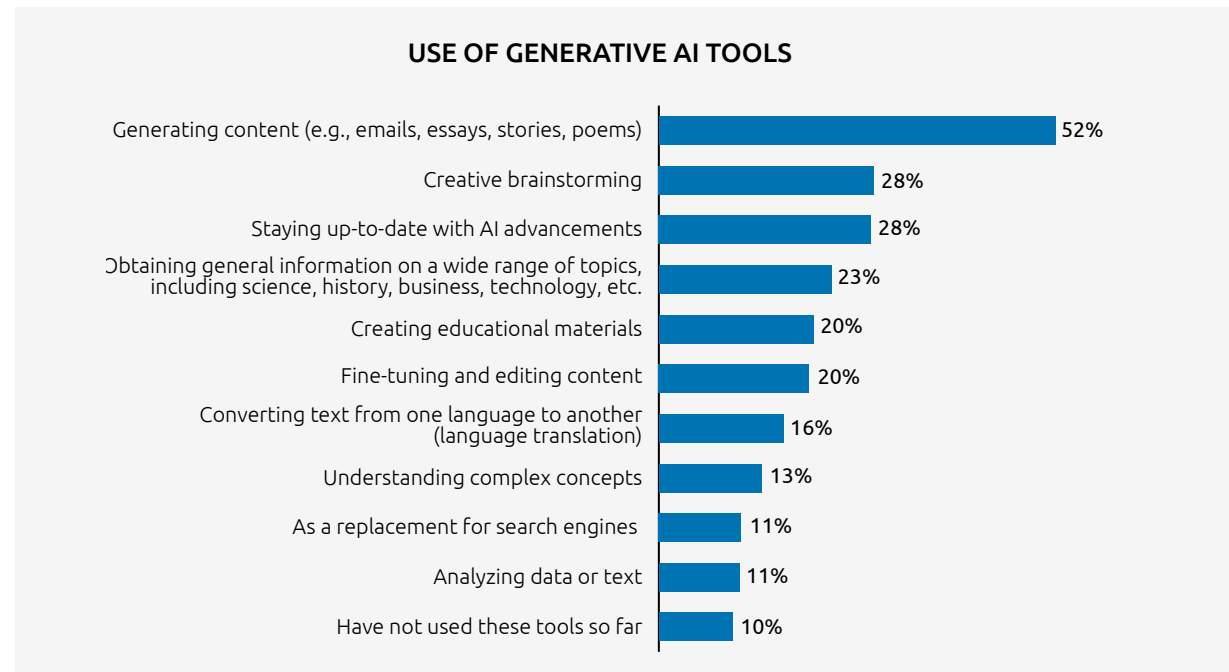 USE OF GENERATIVE AI TOOLS
Generating content (e.g., emails, essays, stories, poems) 52%
Creative brainstorming 28%
Staying up-to-date with AI advancements 28%
Obtaining general information on a wide range of topics,
including science, history, business, technology, etc. 23%
Creating educational materials 20%
Fine-tuning and editing content 20%
Converting text from one language to another
(language translation) 16%
Understanding complex concepts 13%
As a replacement for search engines 11%
Analyzing data or text 11%
Have not used these tools so far 10%